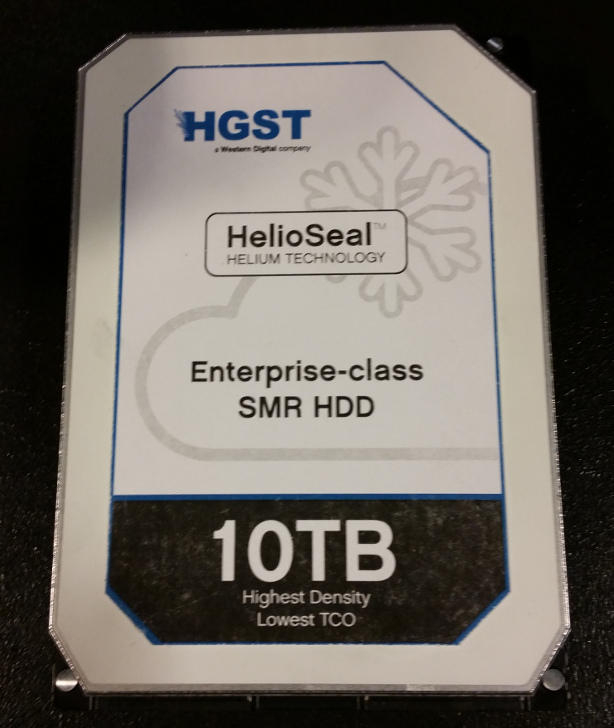 HGST
a Western Digital company
HelioSeal™
HELIUM TECHNOLOGY
Enterprise-class
SMR HDD
10TB
Highest Density
Lowest TCO